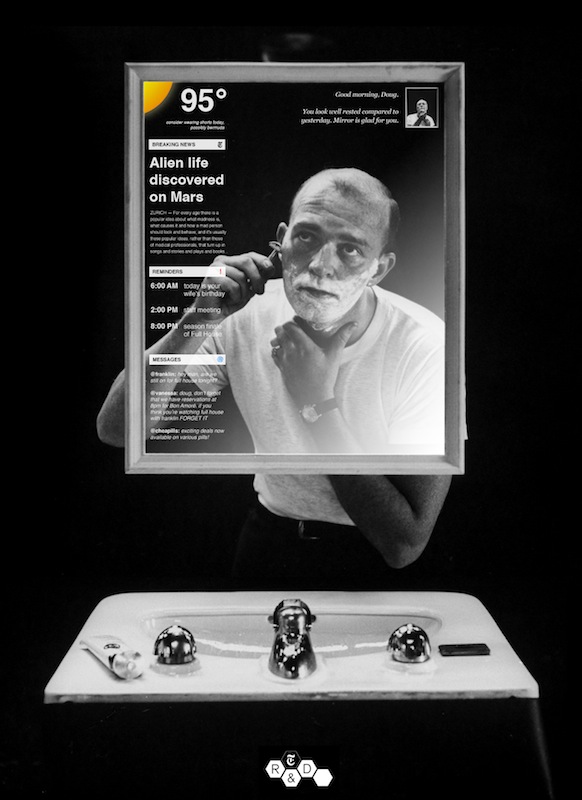 95°
consider wearing shorts today,
possibly bermuda
Good morning, Doug.
You look well rested compared to
yesterday. Mirror is glad for you.
BREAKING NEWS
Alien life
discovered
on Mars
ZURICH — For every age there is a
popular idea about what madness is,
what causes it and how a mad person
should look and behave; and it's usually
these popular ideas, rather than those
of medical professionals, that turn up in
songs and stories and plays and books.
REMINDERS !
6:00 AM today is your
wife's birthday
2:00 PM staff meeting
8:00 PM season finale
of Full House
MESSAGES
@franklin: hey man, are we
still on for full house tonight?
@vanessa: doug, don't forget
that we have reservations at
8pm for Bon Amore. if you
think you're watching full house
with franklin FORGET IT
@cheapills: exciting deals now
available on various pills!
T
R D
&